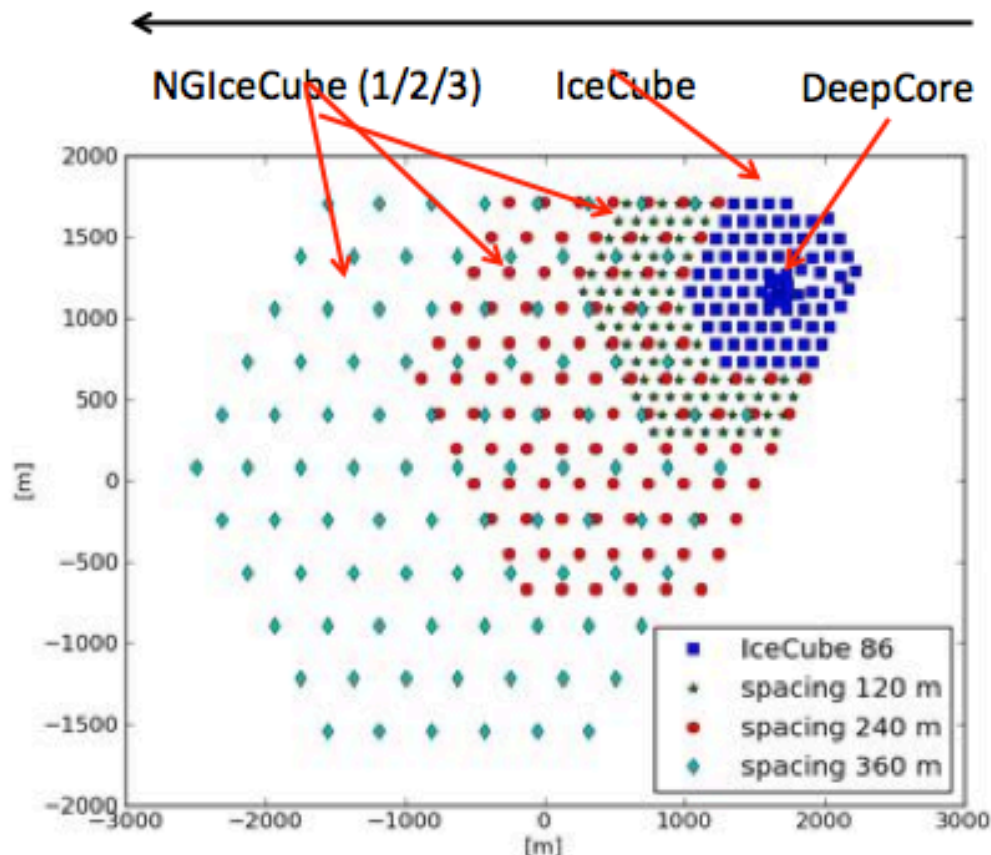 NGIceCube (1/2/3) IceCube DeepCore
2000
1500
1000
500
0
−500
−1000
−1500
−2000
[m]
IceCube 86
spacing 120 m
spacing 240 m
spacing 360 m
−3000 −2000 −1000 0 1000 2000 3000
[m]